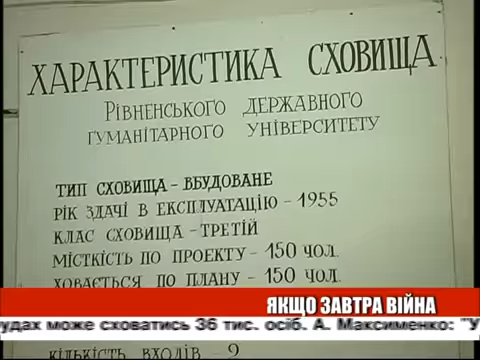 ХАРАКТЕРИСТИКА СХОВИЩА
РІВНЕНСЬКОГО ДЕРЖАВНОГО
ГУМАНІТАРНОГО УНІВЕРСИТЕТУ
ТИП СХОВИЩА – ВБУДОВАНЕ
РІК ЗДАЧІ В ЕКСПЛУАТАЦІЮ – 1955
КЛАС СХОВИЩА – ТРЕТІЙ
МІСТКІСТЬ ПО ПРОЕКТУ – 150 ЧОЛ.
ХОВАЄТЬСЯ ПО ПЛАНУ – 150 ЧОЛ.
ЯКЩО ЗАВТРА ВІЙНА
удах може сховатись 36 тис. осіб. А. Максименко: "У
КІЛЬКІСТЬ ВХОДІВ – 2